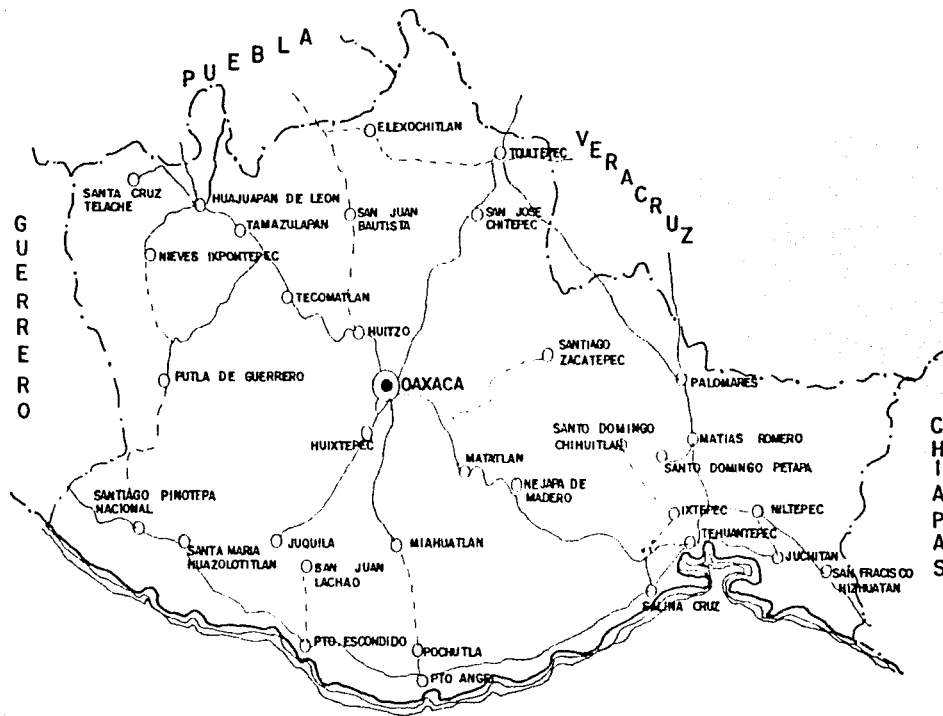 PUEBLA
VERACRUZ
GUERRERO
CHIAPAS
ELEXOCHITLAN
TOLTEPEC
SANTA CRUZ
TELACHE
HUAJUAPAN DE LEON
TAMAZULAPAN
SAN JUAN
BAUTISTA
SAN JOSE
CHITEPEC
NIEVES IXPONTEPEC
TECOMATLAN
HUITZO
SANTIAGO
ZACATEPEC
PUTLA DE GUERRERO
OAXACA
PALOMARES
HUIXTEPEC
SANTO DOMINGO
CHIHUITLAN
MATIAS ROMERO
SANTO DOMINGO PETAPA
MATATLAN
NEJAPA DE
MADERO
SANTIAGO PINOTEPA
NACIONAL
IXTEPEC
NILTEPEC
TEHUANTEPEC
SANTA MARIA
HUAZOLOTITLAN
JUQUILA
MIAHUATLAN
JUCHITAN
SAN JUAN
LACHAO
SAN FRACISCO
NIZHUATAN
SALINA CRUZ
PTO. ESCONDIDO
POCHUTLA
PTO ANGEL